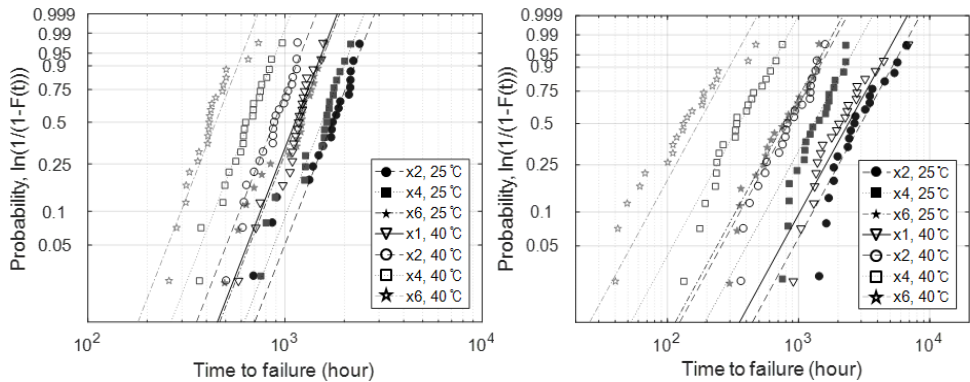 0.999
0.95
0.9
0.75
0.5
0.25
0.1
0.05
Probability, ln(1/(1-F(t)))
x2, 25℃
x4, 25℃
x6, 25℃
x1, 40℃
x2, 40℃
x4, 40℃
x6, 40℃
10²
10³
10⁴
Time to failure (hour)
0.999
0.95
0.9
0.75
0.5
0.25
0.1
0.05
Probability, ln(1/(1-F(t)))
x2, 25℃
x4, 25℃
x6, 25℃
x1, 40℃
x2, 40℃
x4, 40℃
x6, 40℃
10²
10³
10⁴
Time to failure (hour)